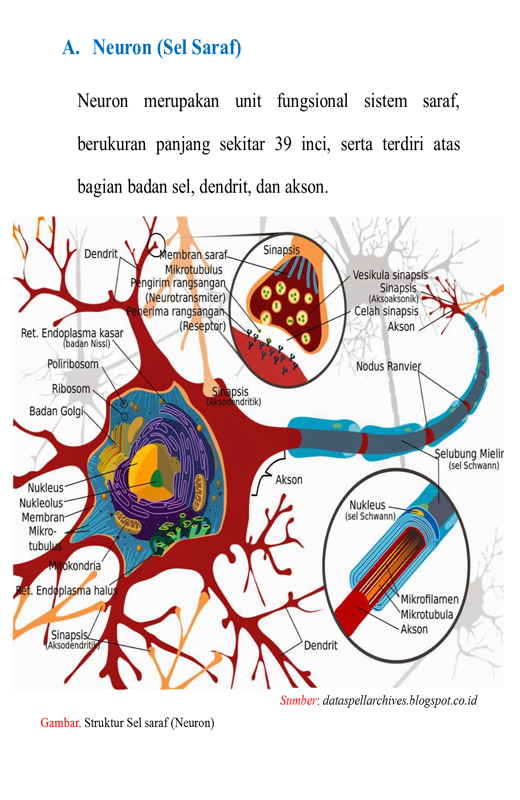 A. Neuron (Sel Saraf)
Neuron merupakan unit fungsional sistem saraf,
berukuran panjang sekitar 39 inci, serta terdiri atas
bagian badan sel, dendrit, dan akson.
Dendrit
Membran saraf
Mikrotubulus
Pengirim rangsangan
(Neurotransmiter)
Penerima rangsangan
(Reseptor)
Sinapsis
Vesikula sinapsis
Sinapsis
(Aksoaksonik)
Celah sinapsis
Akson
Ret. Endoplasma kasar
(badan Nissl)
Poliribosom
Ribosom
Badan Golgi
Sinapsis
(Aksodendritik)
Nodus Ranvier
Selubung Mielin
(sel Schwann)
Akson
Nukleus
Nukleolus
Membran
Mikro-
tubulus
Mitokondria
Ret. Endoplasma halus
Sinapsis
(Aksodendritik)
Dendrit
Nukleus
(sel Schwann)
Mikrofilamen
Mikrotubula
Akson
Sumber: dataspellarchives.blogspot.co.id
Gambar. Struktur Sel saraf (Neuron)